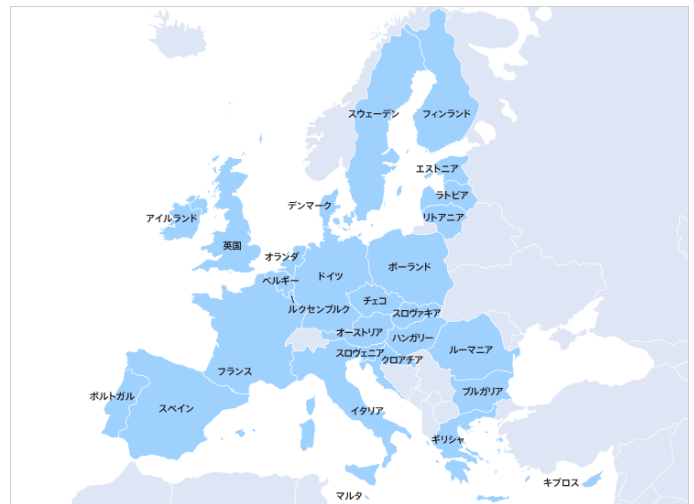 スウェーデン
フィンランド
エストニア
ラトビア
リトアニア
デンマーク
アイルランド
英国
オランダ
ベルギー
ドイツ
ポーランド
ルクセンブルク
チェコ
スロヴァキア
オーストリア
ハンガリー
スロヴェニア
クロアチア
ルーマニア
フランス
ブルガリア
ポルトガル
スペイン
イタリア
ギリシャ
マルタ
キプロス